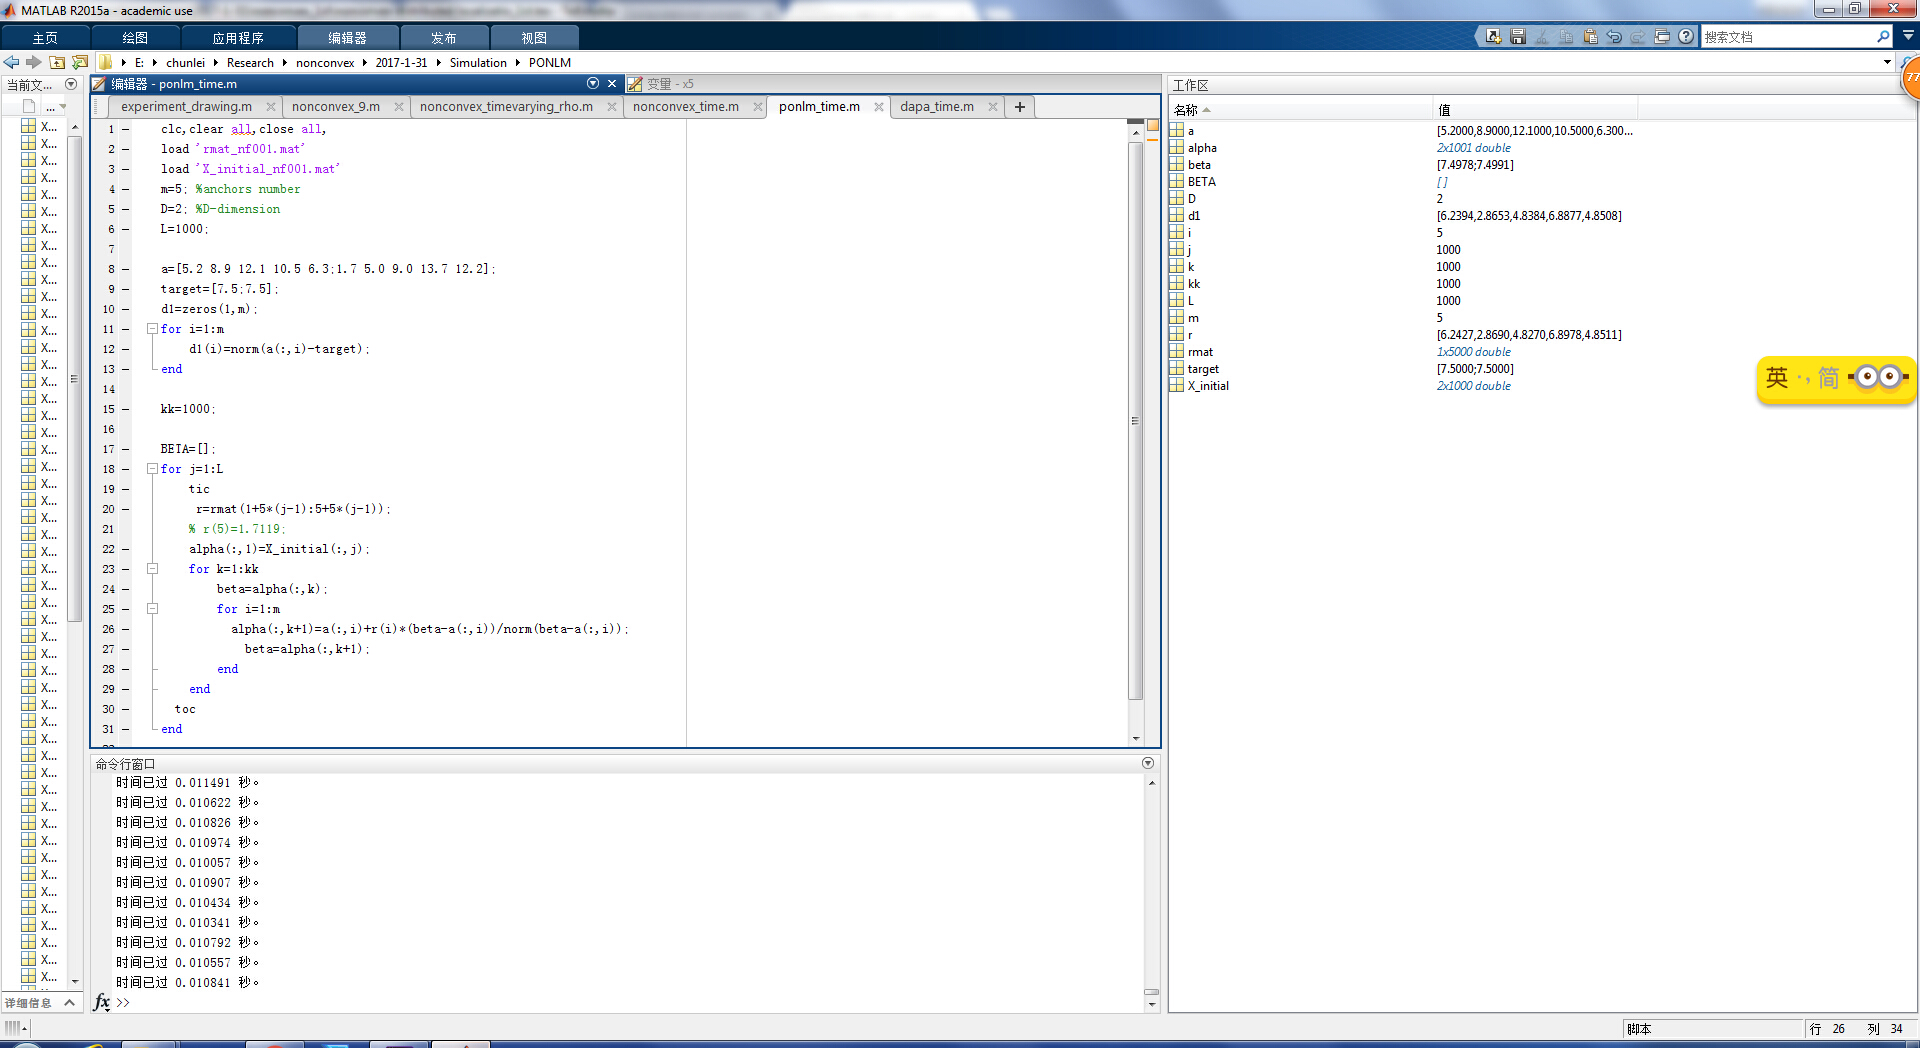 MATLAB R2015a - academic use
主页 绘图 应用程序 编辑器 发布 视图
搜索文档
E: chunlei Research nonconvex 2017-1-31 Simulation PONLM
当前文...
编辑器 - ponlm_time.m
变量 - x5
experiment_drawing.m nonconvex_9.m nonconvex_timevarying_rho.m nonconvex_time.m ponlm_time.m dapa_time.m
1 clc,clear all,close all,
2 load 'rmat_nf001.mat'
3 load 'X_initial_nf001.mat'
4 m=5; %anchors number
5 D=2; %D-dimension
6 L=1000;
7
8 a=[5.2 8.9 12.1 10.5 6.3;1.7 5.0 9.0 13.7 12.2];
9 target=[7.5;7.5];
10 d1=zeros(1,m);
11 for i=1:m
12 d1(i)=norm(a(:,i)-target);
13 end
14
15 kk=1000;
16
17 BETA=[];
18 for j=1:L
19 tic
20 r=rmat(1+5*(j-1):5+5*(j-1));
21 % r(5)=1.7119;
22 alpha(:,1)=X_initial(:,j);
23 for k=1:kk
24 beta=alpha(:,k);
25 for i=1:m
26 alpha(:,k+1)=a(:,i)+r(i)*(beta-a(:,i))/norm(beta-a(:,i));
27 beta=alpha(:,k+1);
28 end
29 end
30 toc
31 end
命令行窗口
时间已过 0.011491 秒。
时间已过 0.010622 秒。
时间已过 0.010826 秒。
时间已过 0.010974 秒。
时间已过 0.010057 秒。
时间已过 0.010907 秒。
时间已过 0.010434 秒。
时间已过 0.010341 秒。
时间已过 0.010792 秒。
时间已过 0.010557 秒。
时间已过 0.010841 秒。
fx >>
详细信息
工作区
名称 值
a [5.2000,8.9000,12.1000,10.5000,6.300...
alpha 2x1001 double
beta [7.4978;7.4991]
BETA []
D 2
d1 [6.2394,2.8653,4.8384,6.8877,4.8508]
i 5
j 1000
k 1000
kk 1000
L 1000
m 5
r [6.2427,2.8690,4.8270,6.8978,4.8511]
rmat 1x5000 double
target [7.5000;7.5000]
X_initial 2x1000 double
77
英 ·, 简
脚本
行 26 列 34